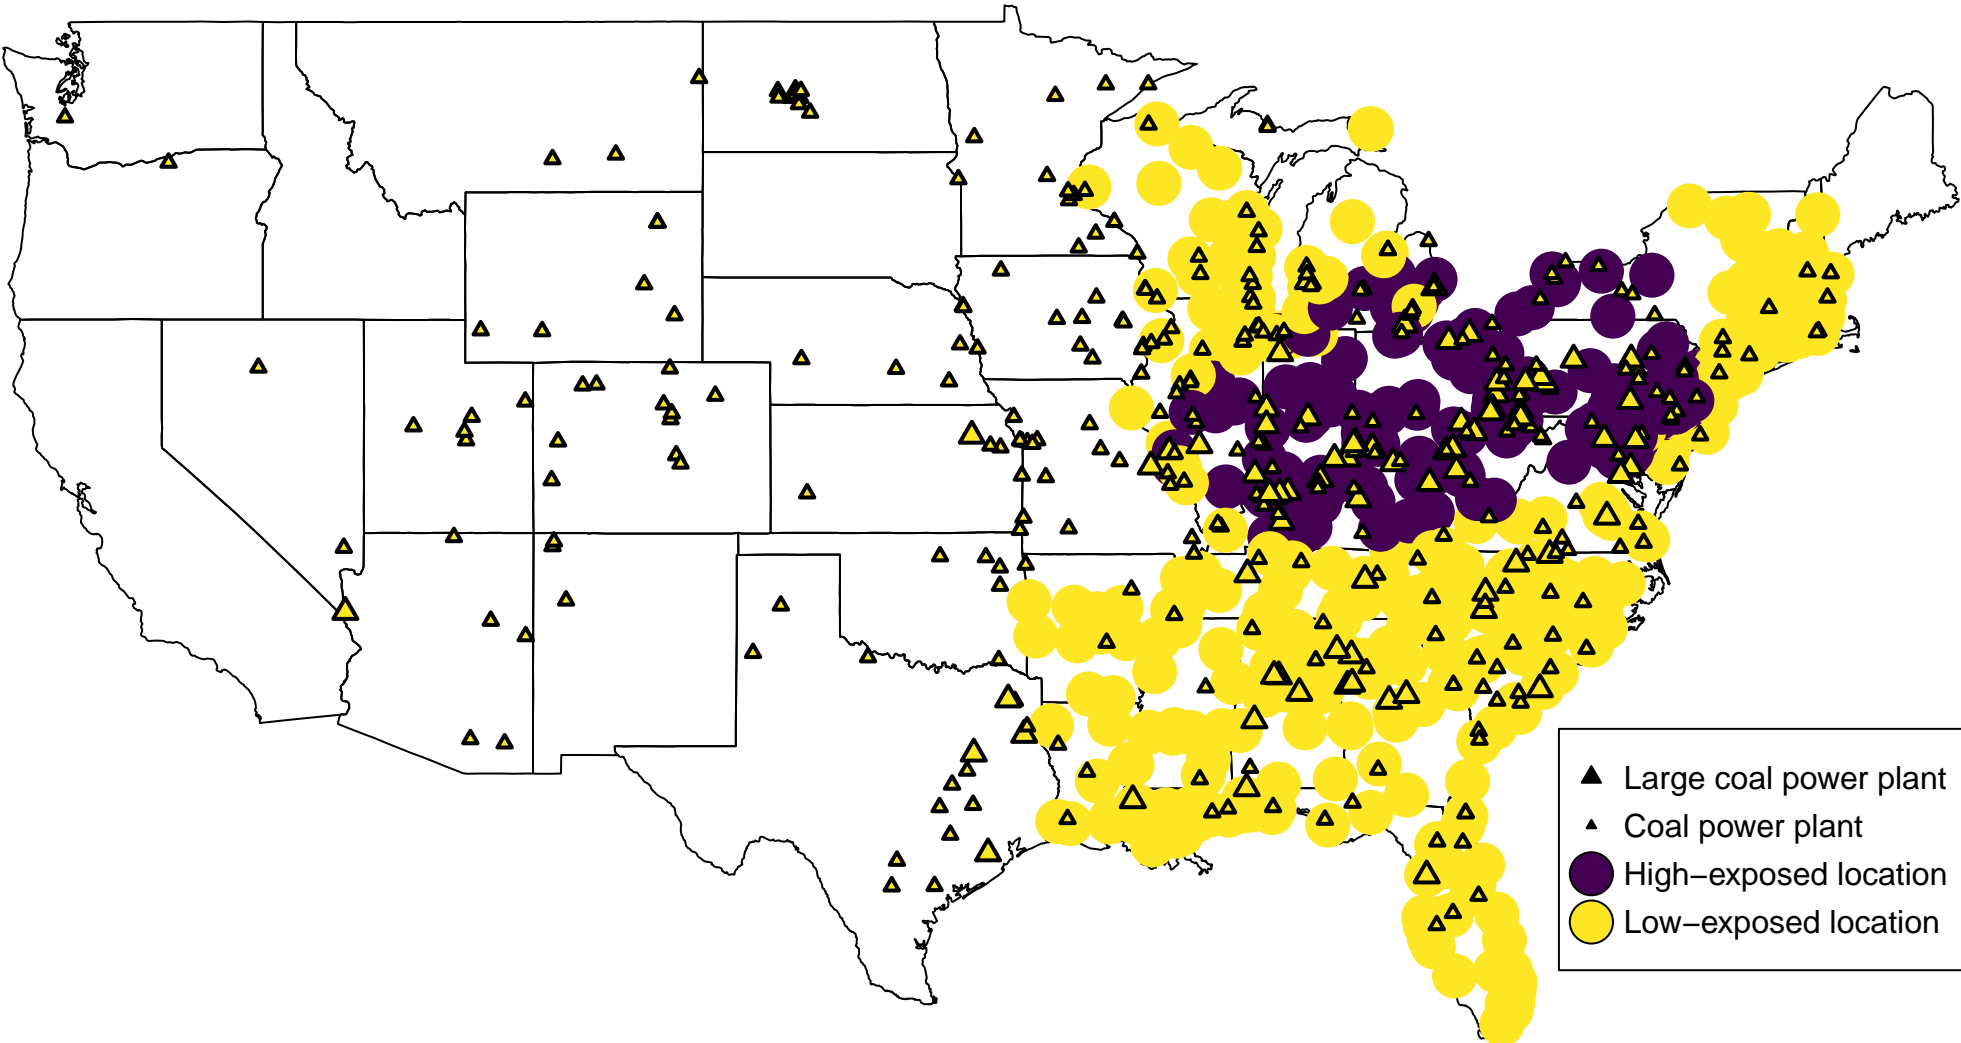 Large coal power plant
Coal power plant
High−exposed location
Low−exposed location